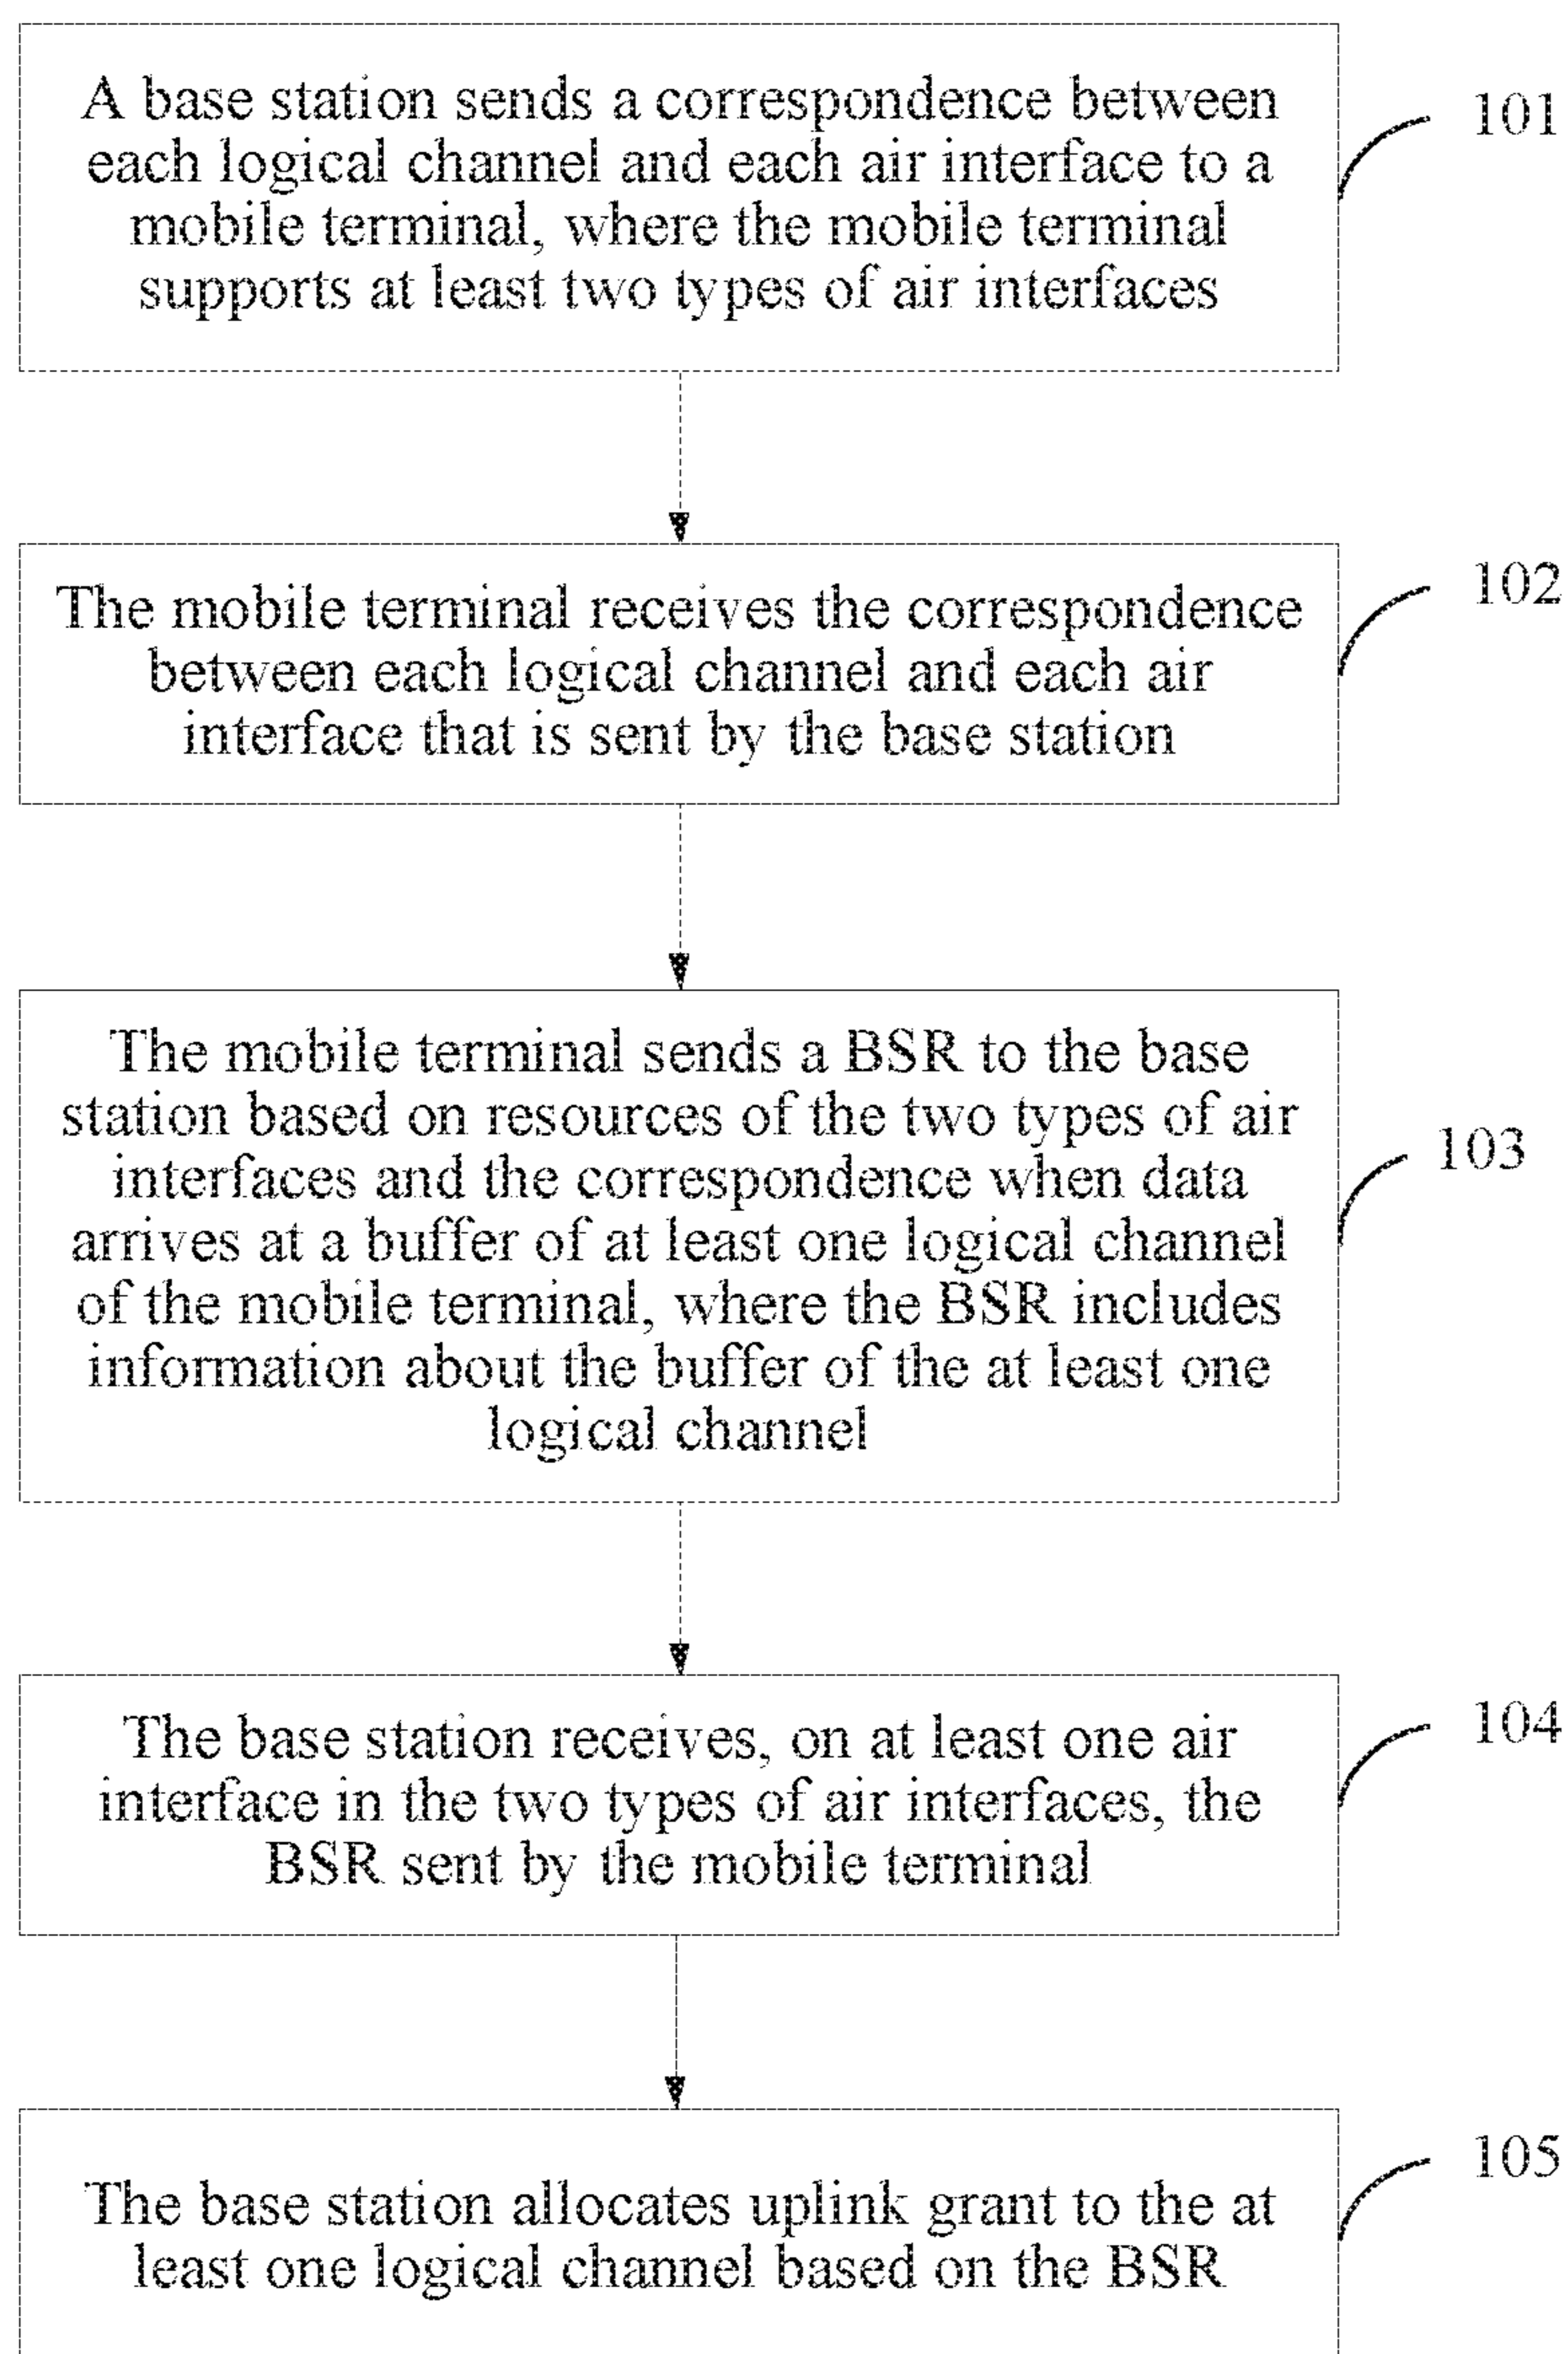 A base station sends a correspondence between
each logical channel and each air interface to a
mobile terminal, where the mobile terminal
supports at least two types of air interfaces
101
The mobile terminal receives the correspondence
between each logical channel and each air
interface that is sent by the base station
102
The mobile terminal sends a BSR to the base
station based on resources of the two types of air
interfaces and the correspondence when data
arrives at a buffer of at least one logical channel
of the mobile terminal, where the BSR includes
information about the buffer of the at least one
logical channel
103
The base station receives, on at least one air
interface in the two types of air interfaces, the
BSR sent by the mobile terminal
104
The base station allocates uplink grant to the at
least one logical channel based on the BSR
105